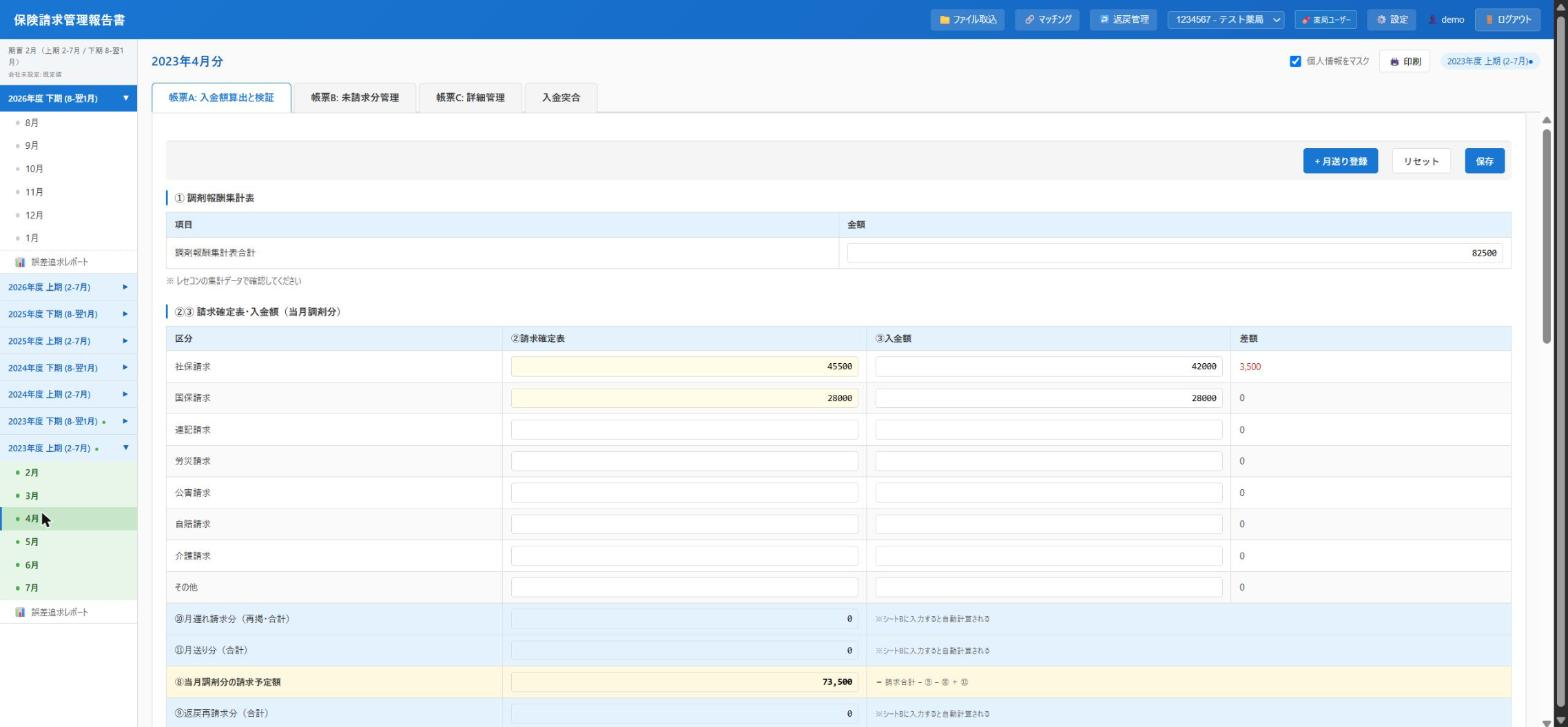 保険請求管理報告書
📁 ファイル取込
🔗 マッチング
🔄 返戻管理
1234567 - テスト薬局
💊 薬局ユーザー
⚙ 設定
👤 demo
🚪 ログアウト
期首 2月（上期 2-7月 / 下期 8-翌1月）
会社未設定: 既定値
2026年度 下期 (8-翌1月) ▼
8月
9月
10月
11月
12月
1月
📊 誤差追求レポート
2026年度 上期 (2-7月) ▶
2025年度 下期 (8-翌1月) ▶
2025年度 上期 (2-7月) ▶
2024年度 下期 (8-翌1月) ▶
2024年度 上期 (2-7月) ▶
2023年度 下期 (8-翌1月) ● ▶
2023年度 上期 (2-7月) ● ▼
2月
3月
4月
5月
6月
7月
📊 誤差追求レポート
2023年4月分
個人情報をマスク
🖨 印刷
2023年度 上期 (2-7月)●
帳票A: 入金額算出と検証
帳票B: 未請求分管理
帳票C: 詳細管理
入金突合
+ 月送り登録
リセット
保存
① 調剤報酬集計表
項目 金額
調剤報酬集計表合計 82500
※ レセコンの集計データで確認してください
②③ 請求確定表・入金額（当月調剤分）
区分 ②請求確定表 ③入金額 差額
社保請求 45500 42000 3,500
国保請求 28000 28000 0
連記請求 0
労災請求 0
公害請求 0
自賠請求 0
介護請求 0
その他 0
月遅れ請求分（再掲・合計） 0 ※シートBに入力すると自動計算される
⑪月送り分（合計） 0 ※シートBに入力すると自動計算される
⑧当月調剤分の請求予定額 73,500
⑨返戻再請求分（合計） 0 ※シートBに入力すると自動計算される